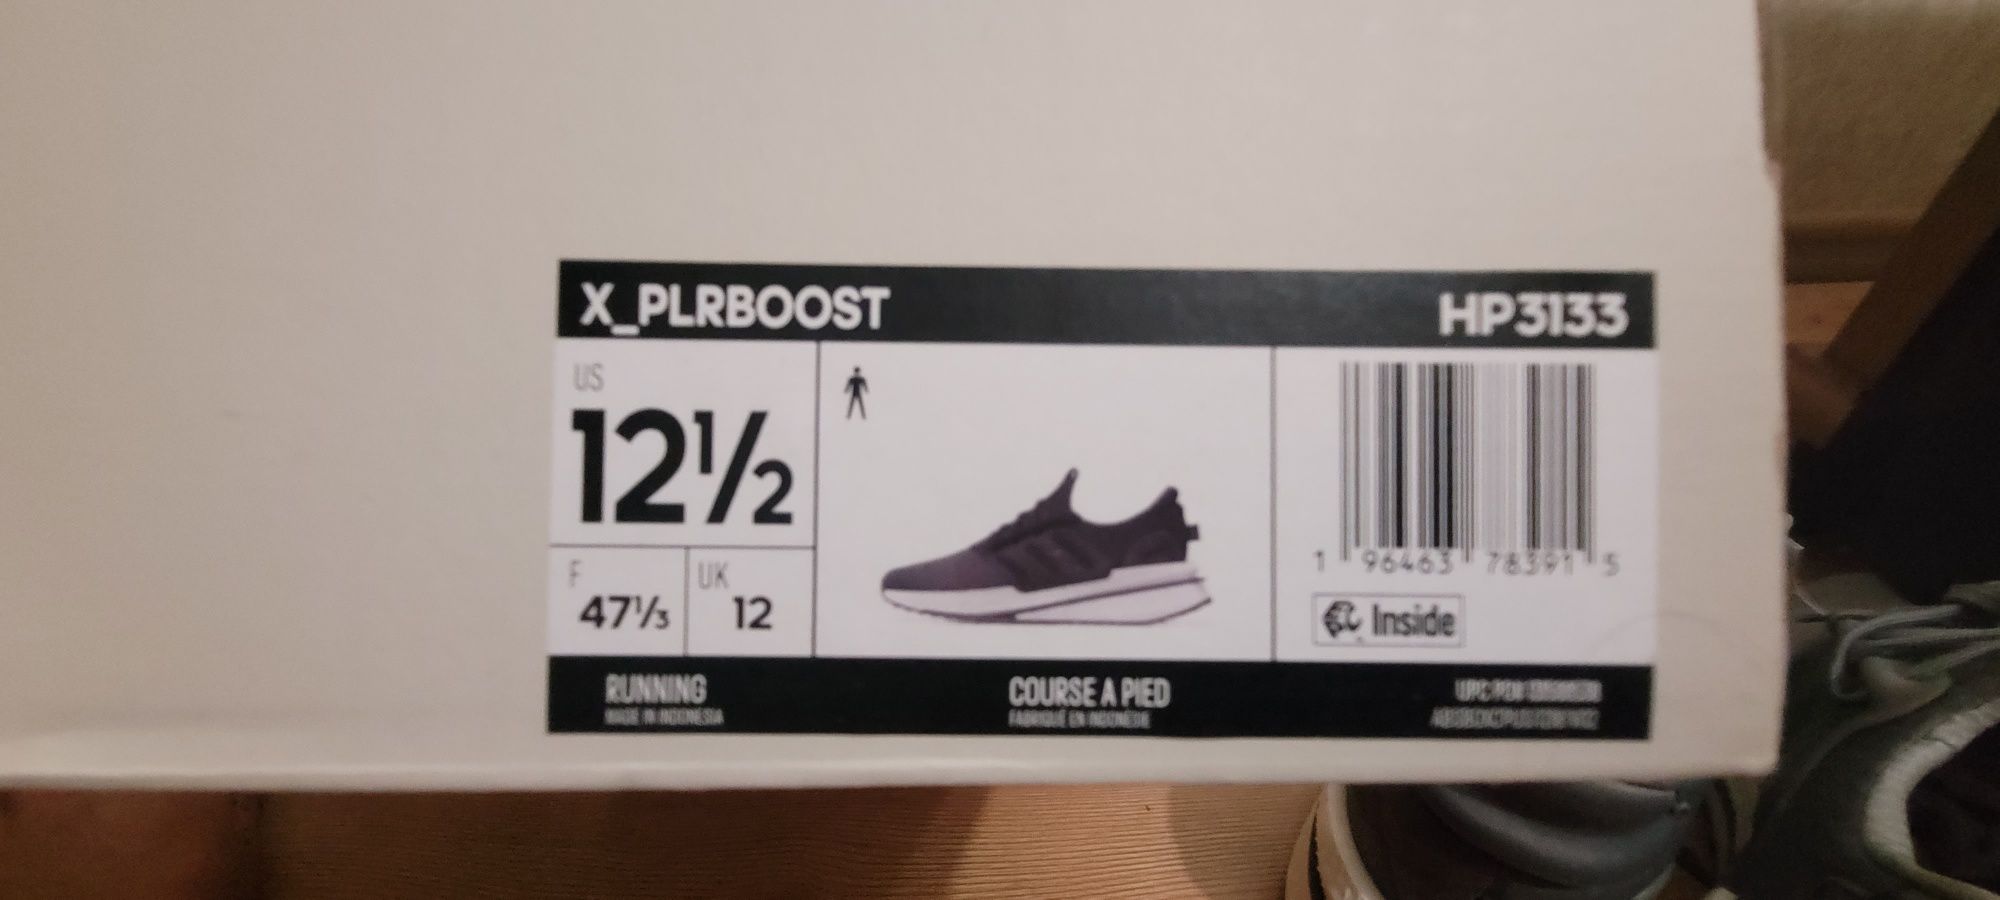 X_PLRBOOST
HP3133
US
12½
F
47⅓
UK
12
1 96463 78391 5
Inside
RUNNING
MADE IN INDONESIA
COURSE A PIED
FABRIQUÉ EN INDONÉSIE